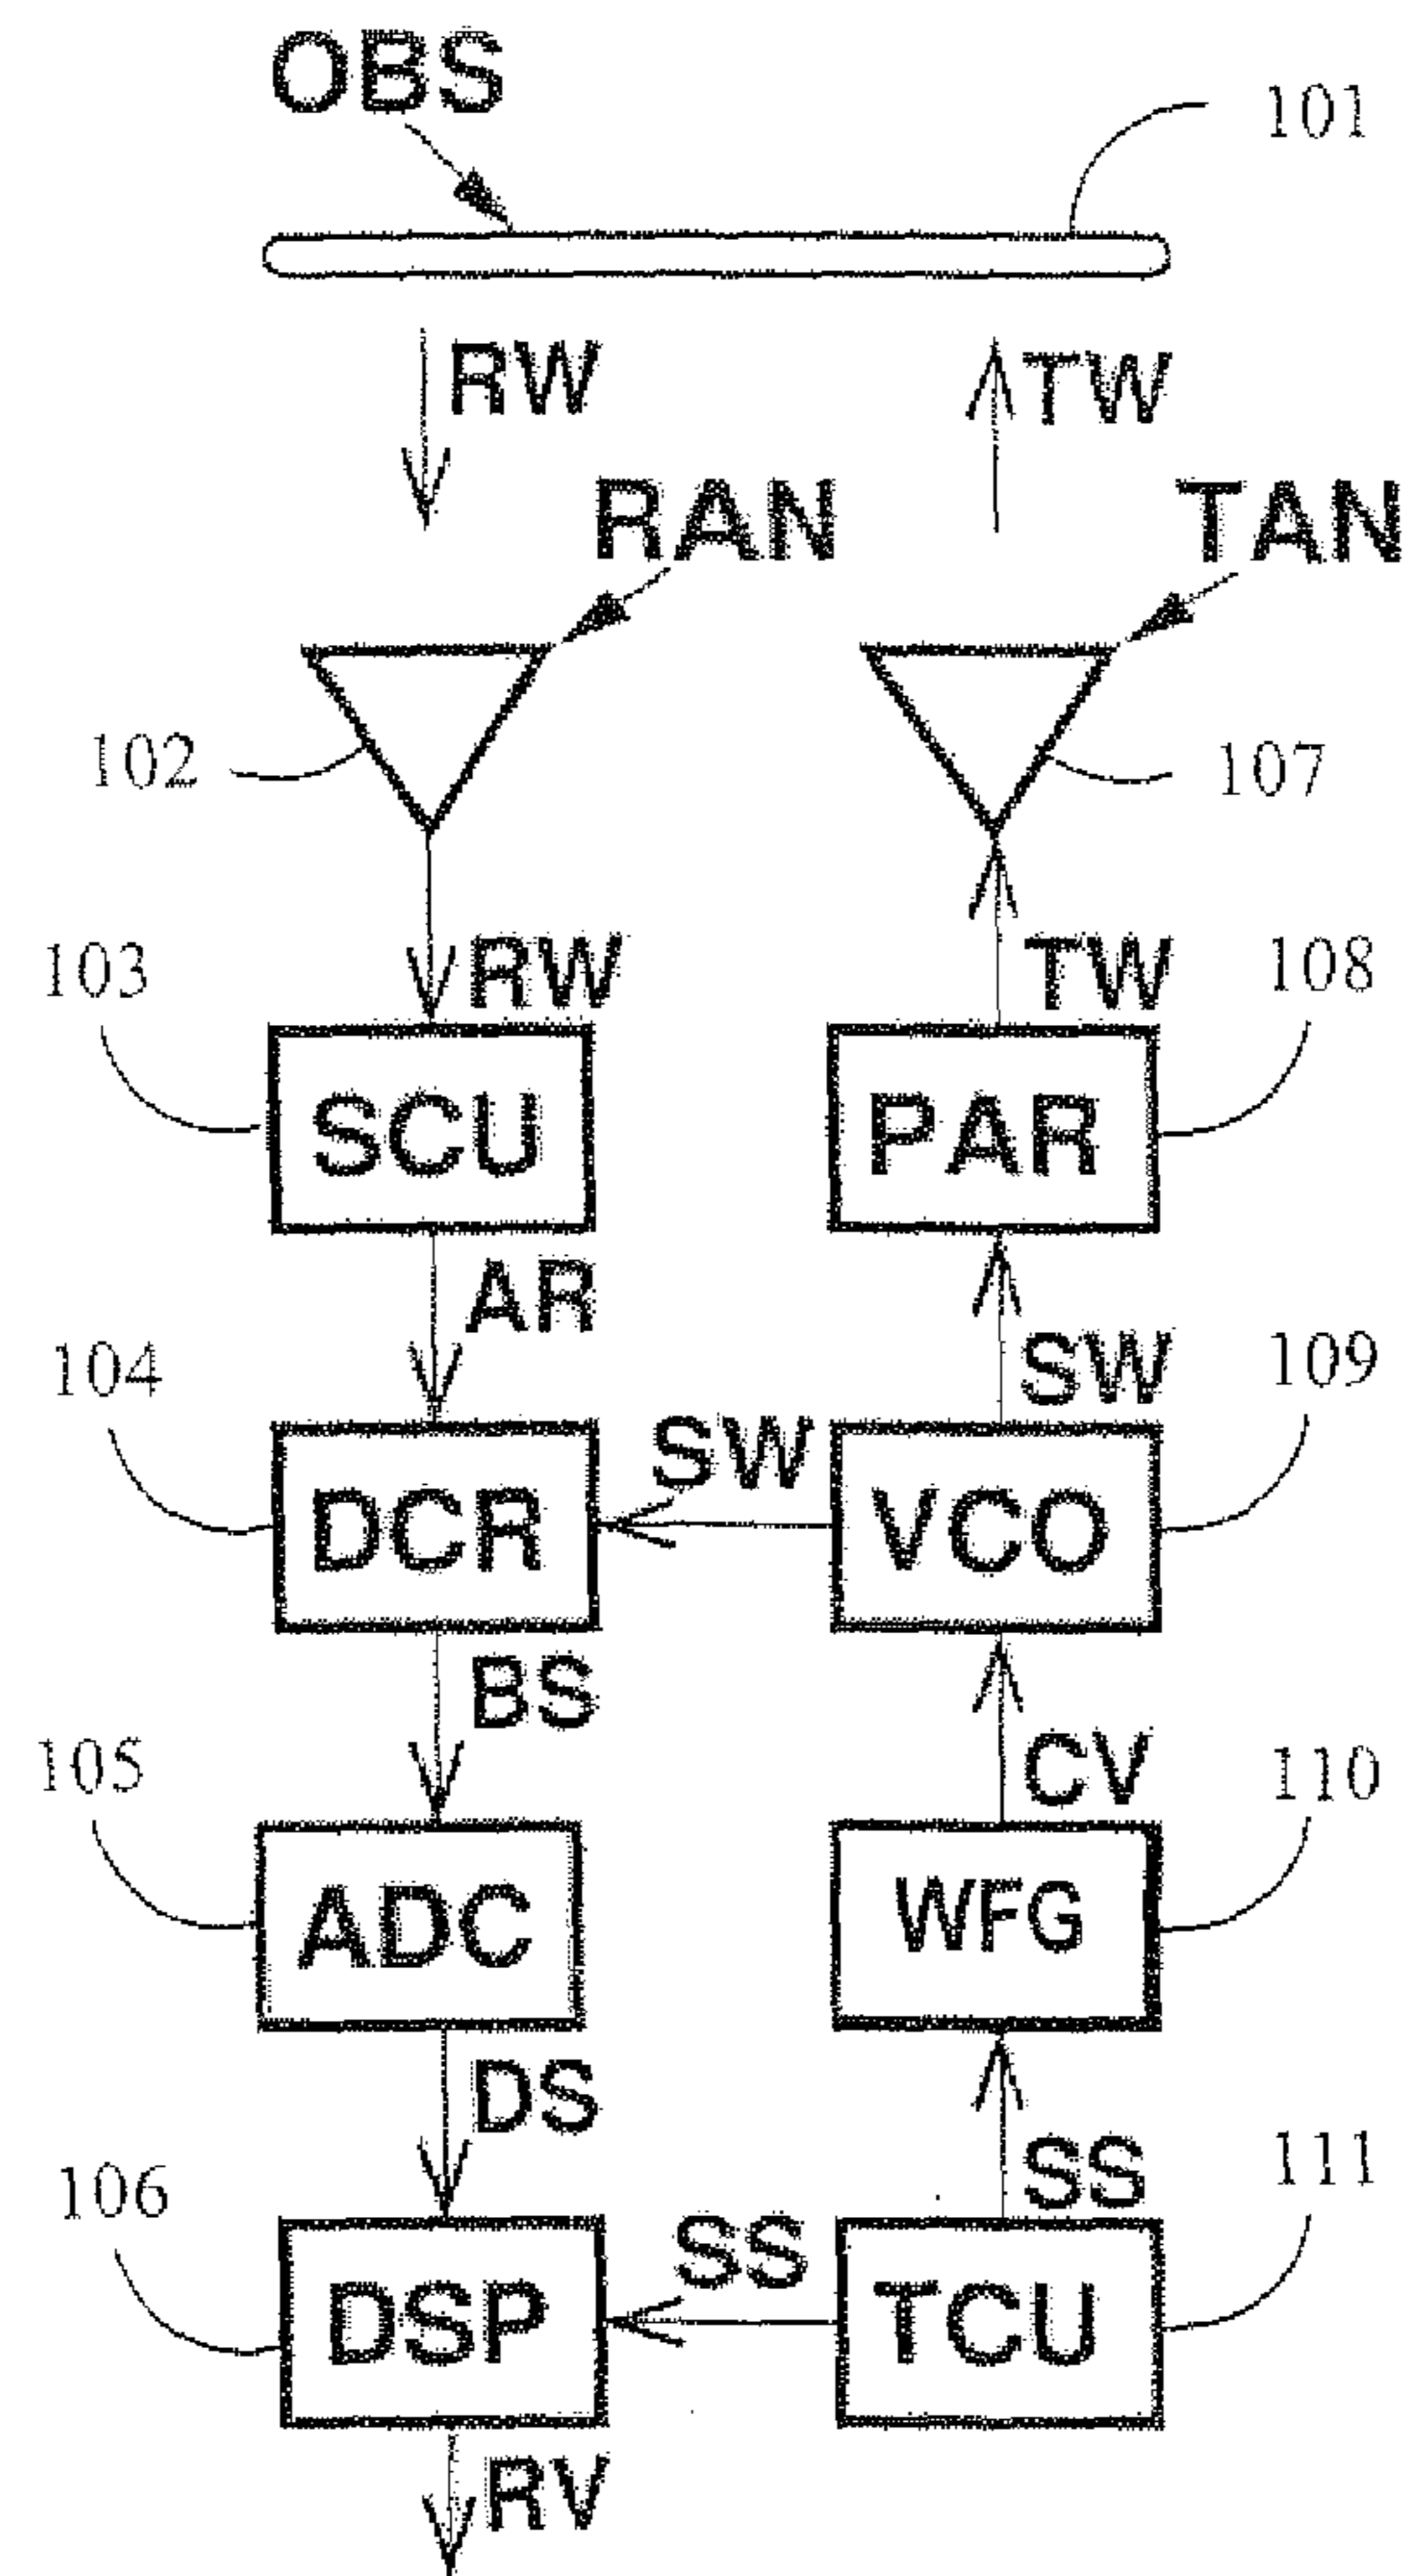 OBS
101
RW
TW
RAN
TAN
102
107
103
RW
TW
108
SCU
PAR
AR
104
SW
SW
109
DCR
VCO
BS
105
CV
110
ADC
WFG
DS
106
SS
SS
111
DSP
TCU
RV